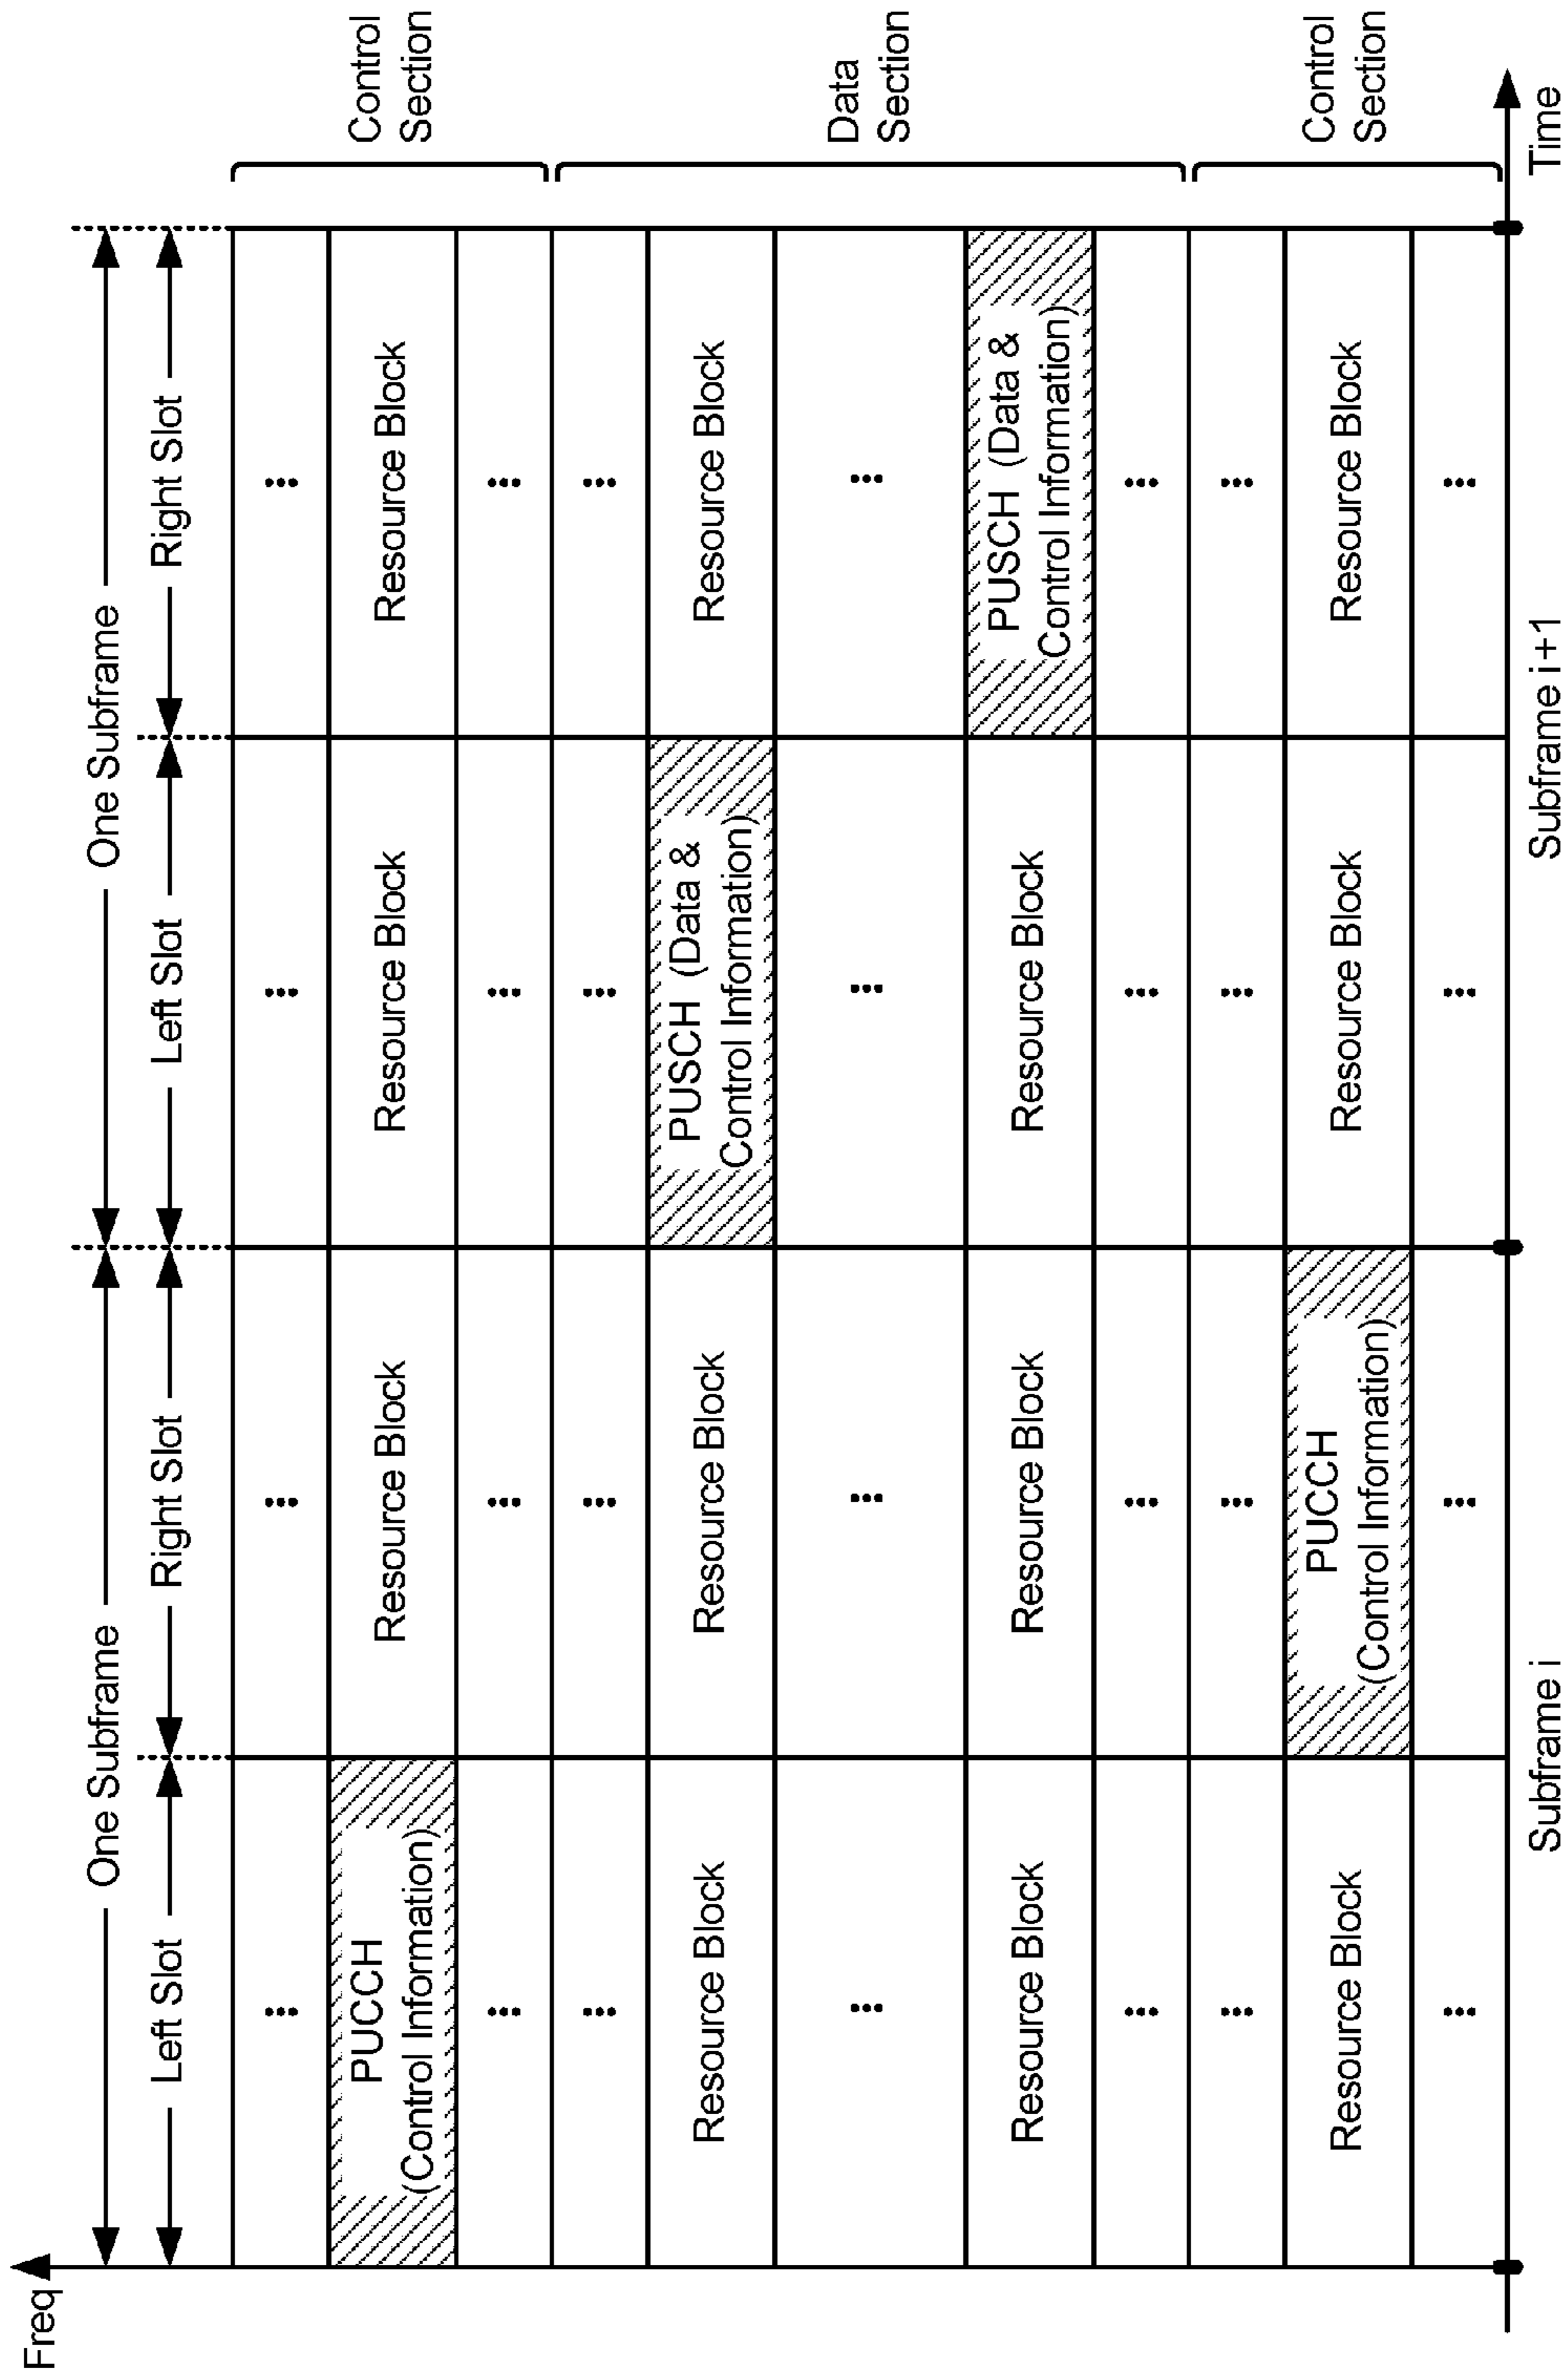 Freq
One Subframe
One Subframe
Left Slot
Right Slot
Left Slot
Right Slot
⋮
⋮
⋮
⋮
PUCCH
(Control Information)
Resource Block
Resource Block
Resource Block
Control
Section
⋮
⋮
⋮
⋮
⋮
⋮
⋮
⋮
Resource Block
Resource Block
PUSCH (Data &
Control Information)
Resource Block
⋮
⋮
⋮
⋮
Data
Section
Resource Block
Resource Block
Resource Block
PUSCH (Data &
Control Information)
⋮
⋮
⋮
⋮
⋮
⋮
⋮
⋮
Resource Block
PUCCH
(Control Information)
Resource Block
Resource Block
Control
Section
⋮
⋮
⋮
⋮
Subframe i
Subframe i+1
Time